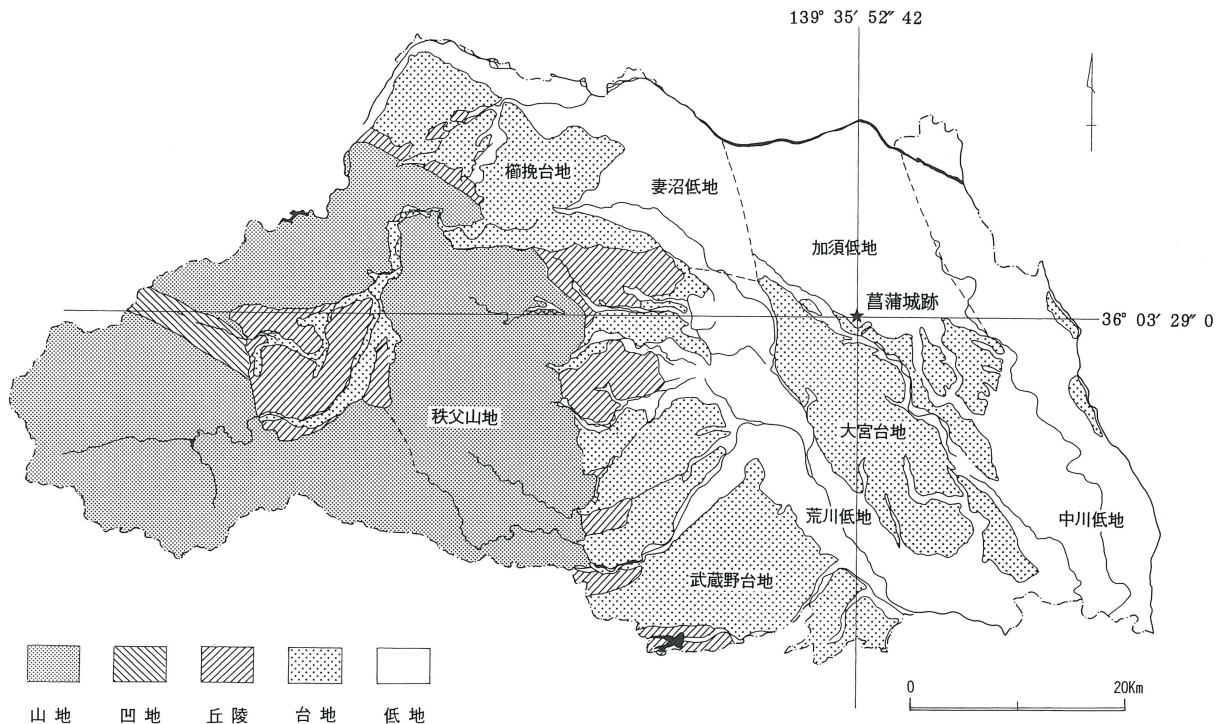 139° 35′ 52″ 42
櫛挽台地
妻沼低地
加須低地
菖蒲城跡
36° 03′ 29″ 0
秩父山地
大宮台地
荒川低地
中川低地
武蔵野台地
山地 凹地 丘陵 台地 低地
0 20Km